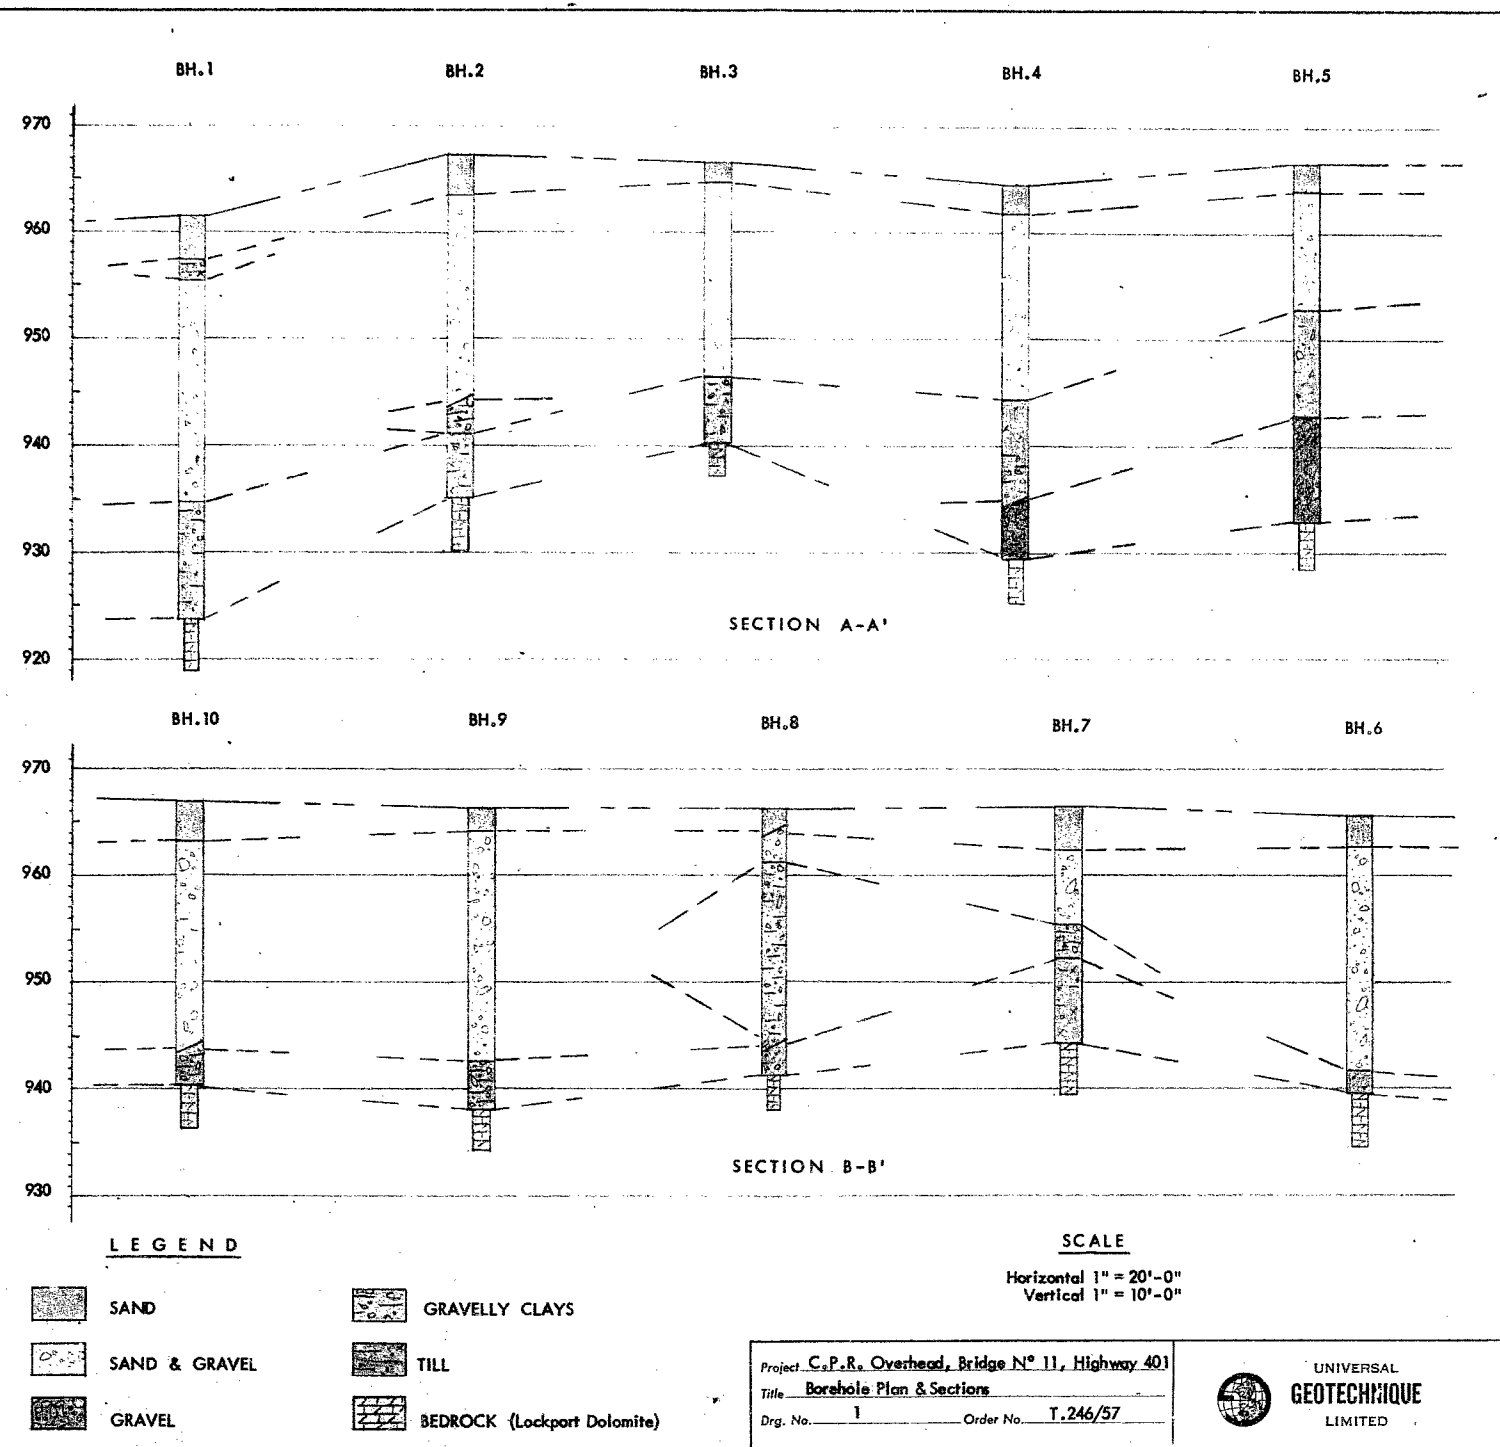 BH.1 BH.2 BH.3 BH.4 BH.5
970
960
950
940
930
920
SECTION A-A'
BH.10 BH.9 BH.8 BH.7 BH.6
970
960
950
940
930
SECTION B-B'
LEGEND
SAND
SAND & GRAVEL
GRAVEL
GRAVELLY CLAYS
TILL
BEDROCK (Lockport Dolomite)
SCALE
Horizontal 1" = 20'-0"
Vertical 1" = 10'-0"
Project C.P.R. Overhead, Bridge Nº 11, Highway 401
Title Borehole Plan & Sections
Drg. No. 1 Order No. T.246/57
UNIVERSAL
GEOTECHNIQUE
LIMITED